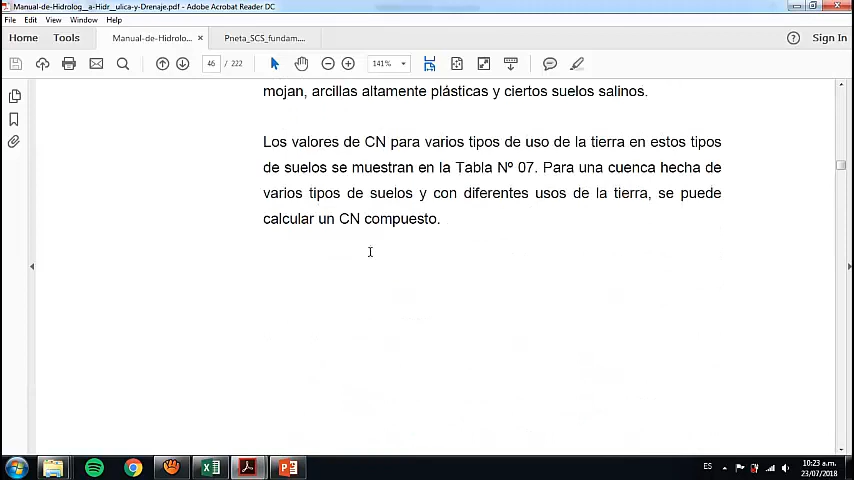 Manual-de-Hidrolog__a-Hidr__ulica-y-Drenaje.pdf - Adobe Acrobat Reader DC
File Edit View Window Help
Home Tools Manual-de-Hidrolo... × Pneta_SCS_fundam.... ? Sign In
46 / 222 141%
mojan, arcillas altamente plásticas y ciertos suelos salinos.
Los valores de CN para varios tipos de uso de la tierra en estos tipos
de suelos se muestran en la Tabla Nº 07. Para una cuenca hecha de
varios tipos de suelos y con diferentes usos de la tierra, se puede
calcular un CN compuesto.
ES
10:23 a.m.
23/07/2018